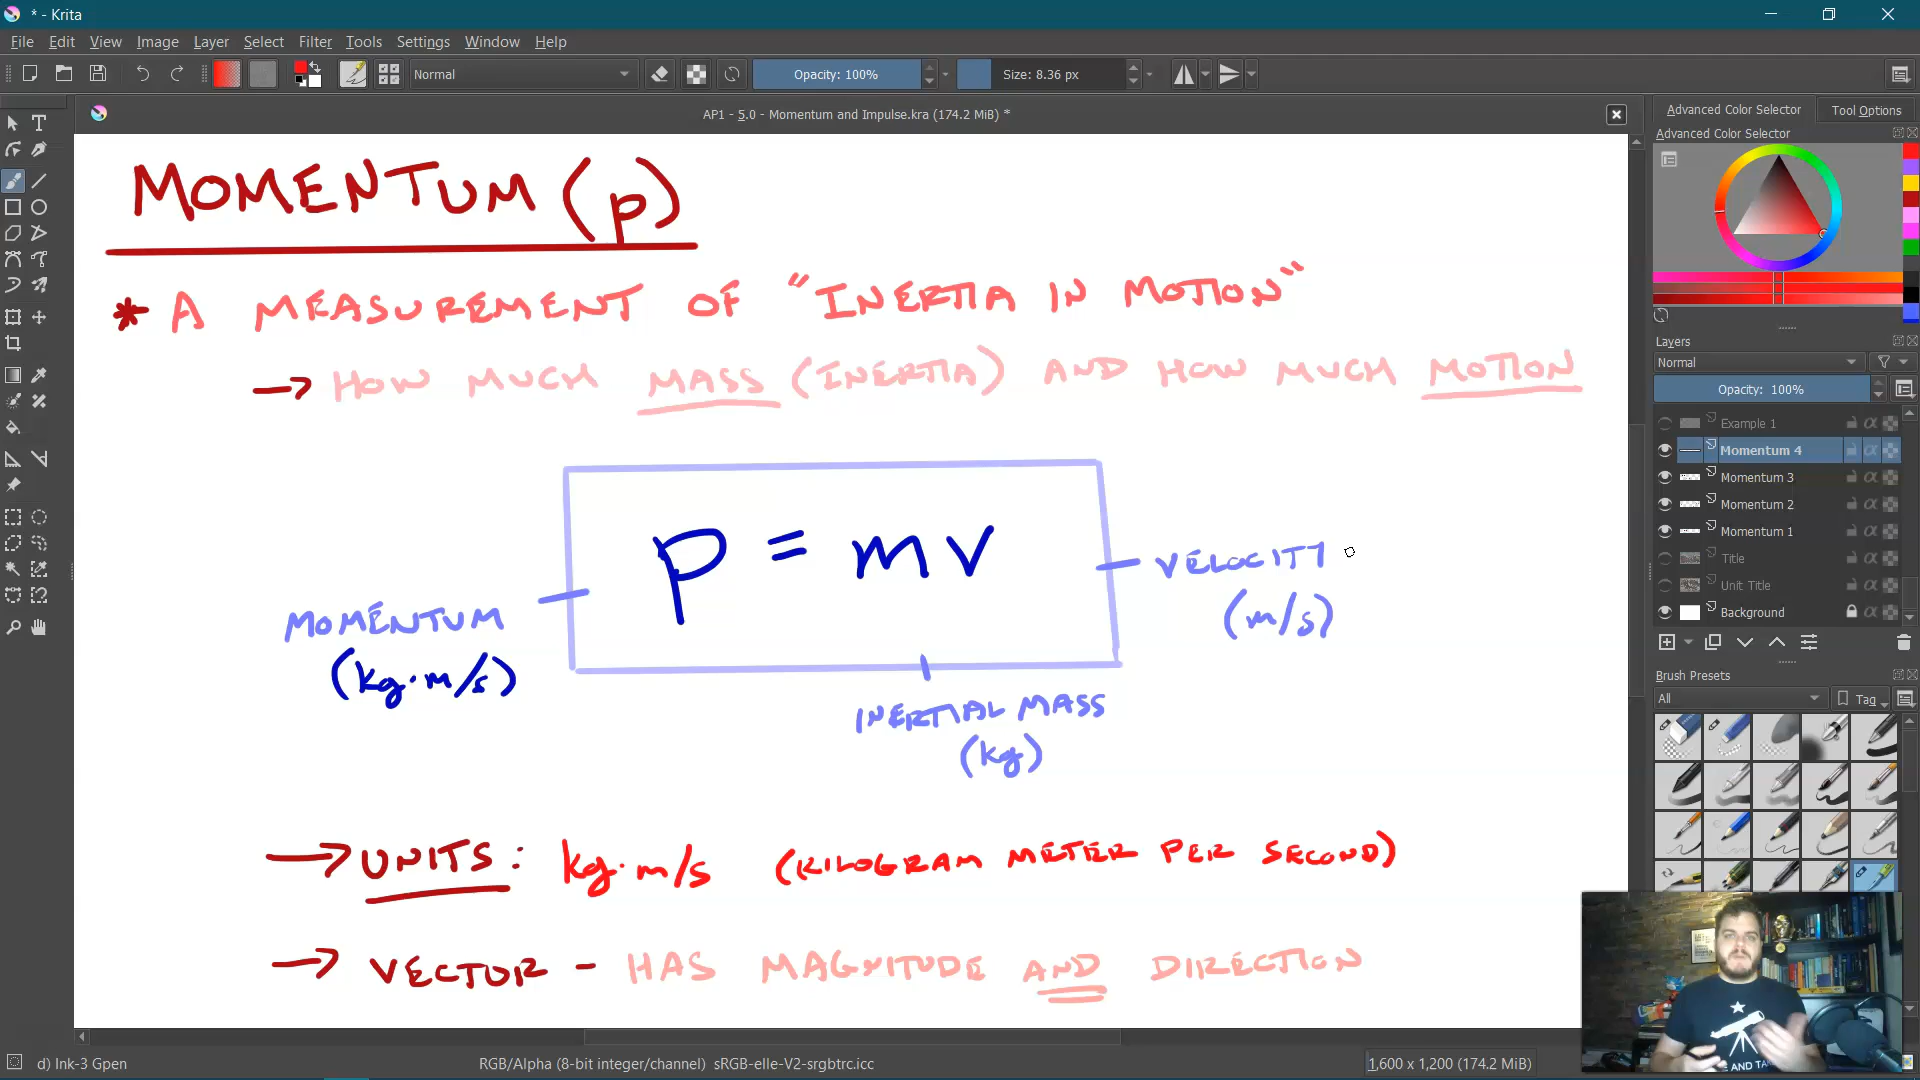 * - Krita
File Edit View Image Layer Select Filter Tools Settings Window Help
Normal Opacity: 100% Size: 8.36 px
AP1 - 5.0 - Momentum and Impulse.kra (174.2 MiB) *
Advanced Color Selector Tool Options
Advanced Color Selector
MOMENTUM (p)
* A MEASUREMENT OF "INERTIA IN MOTION"
→ HOW MUCH MASS (INERTIA) AND HOW MUCH MOTION
p = mv
MOMENTUM
(kg·m/s)
VELOCITY
(m/s)
INERTIAL MASS
(kg)
→ UNITS: kg·m/s (KILOGRAM METER PER SECOND)
→ VECTOR - HAS MAGNITUDE AND DIRECTION
Layers
Normal
Opacity: 100%
Example 1
Momentum 4
Momentum 3
Momentum 2
Momentum 1
Title
Unit Title
Background
Brush Presets
All Tag
d) Ink-3 Gpen
RGB/Alpha (8-bit integer/channel) sRGB-elle-V2-srgbtrc.icc
1,600 x 1,200 (174.2 MiB)